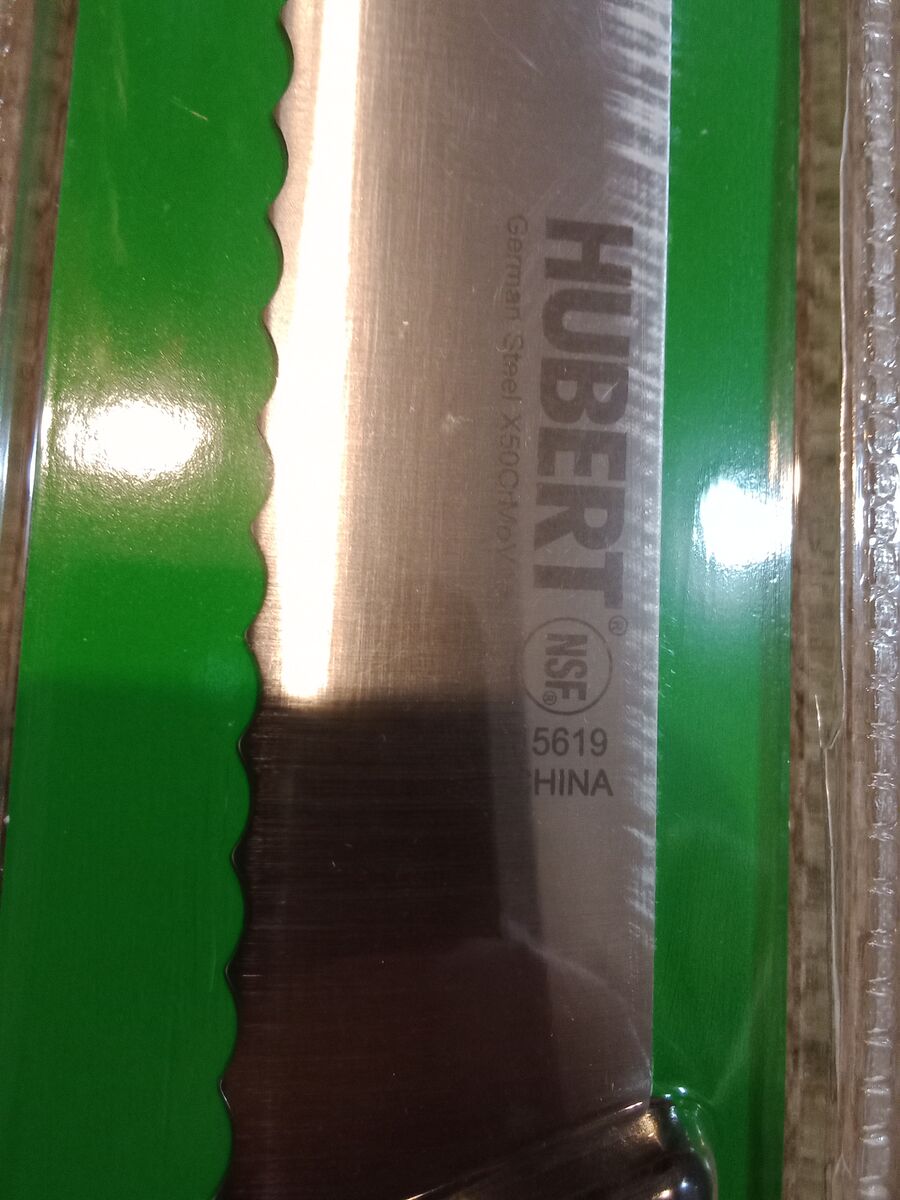 HUBERT®
German Steel X50CrMoV
NSF®
5619
CHINA